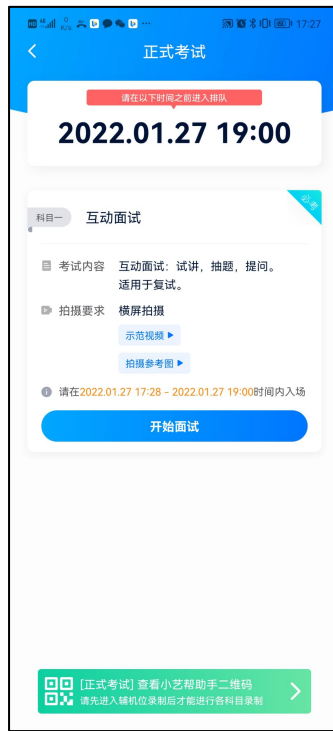 17:27
正式考试
请在以下时间之前进入排队
2022.01.27 19:00
必考
科目一
互动面试
考试内容 互动面试：试讲，抽题，提问。
适用于复试。
拍摄要求 横屏拍摄
示范视频
拍摄参考图
请在2022.01.27 17:28 - 2022.01.27 19:00时间内入场
开始面试
[正式考试] 查看小艺帮助手二维码
请先进入辅机位录制后才能进行各科目录制